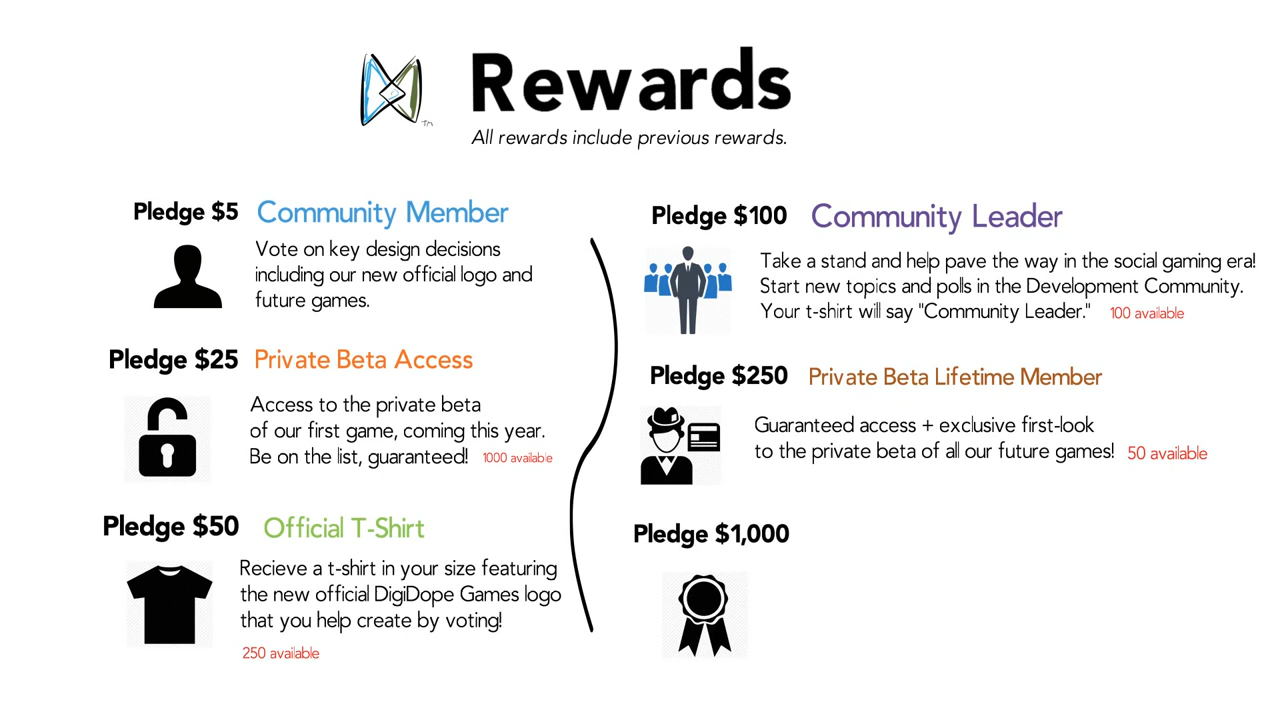 Rewards
TM
All rewards include previous rewards.
Pledge $5 Community Member
Vote on key design decisions
including our new official logo and
future games.
Pledge $25 Private Beta Access
Access to the private beta
of our first game, coming this year.
Be on the list, guaranteed! 1000 available
Pledge $50 Official T-Shirt
Recieve a t-shirt in your size featuring
the new official DigiDope Games logo
that you help create by voting!
250 available
Pledge $100 Community Leader
Take a stand and help pave the way in the social gaming era!
Start new topics and polls in the Development Community.
Your t-shirt will say "Community Leader." 100 available
Pledge $250 Private Beta Lifetime Member
Guaranteed access + exclusive first-look
to the private beta of all our future games! 50 available
Pledge $1,000